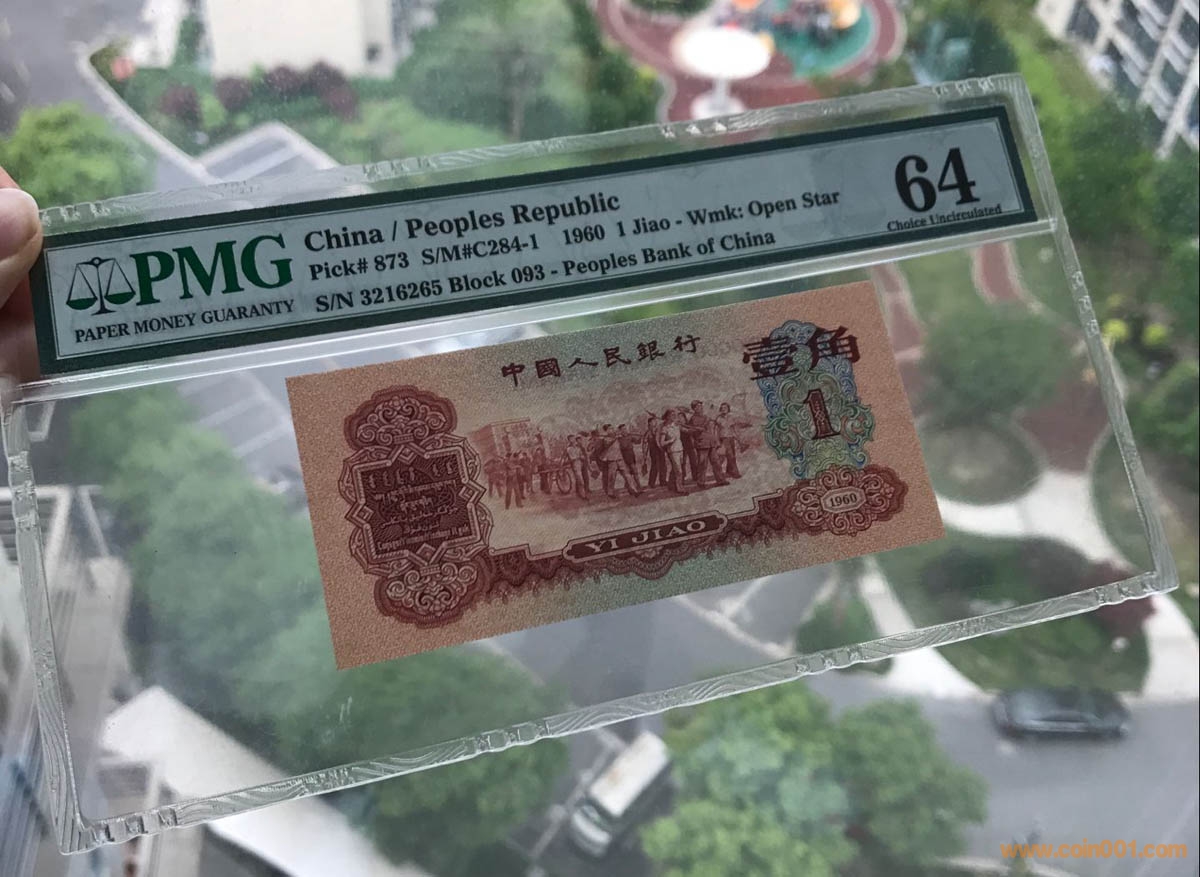 PMG
PAPER MONEY GUARANTY
China / Peoples Republic
Pick# 873 S/M#C284-1 1960 1 Jiao - Wmk: Open Star
S/N 3216265 Block 093 - Peoples Bank of China
64
Choice Uncirculated
中國人民銀行
壹角
1
1960
YI JIAO
www.coin001.com